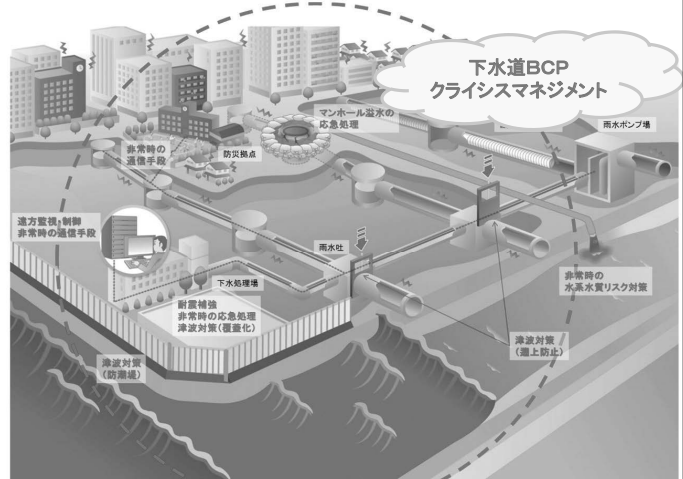 下水道BCP
クライシスマネジメント
マンホール溢水の
応急処理
雨水ポンプ場
非常時の
通信手段
防災拠点
遠方監視・制御
非常時の通信手段
雨水吐
下水処理場
耐震補強
非常時の応急処理
津波対策(覆蓋化)
非常時の
水系水質リスク対策
津波対策
(遡上防止)
津波対策
(防潮堤)